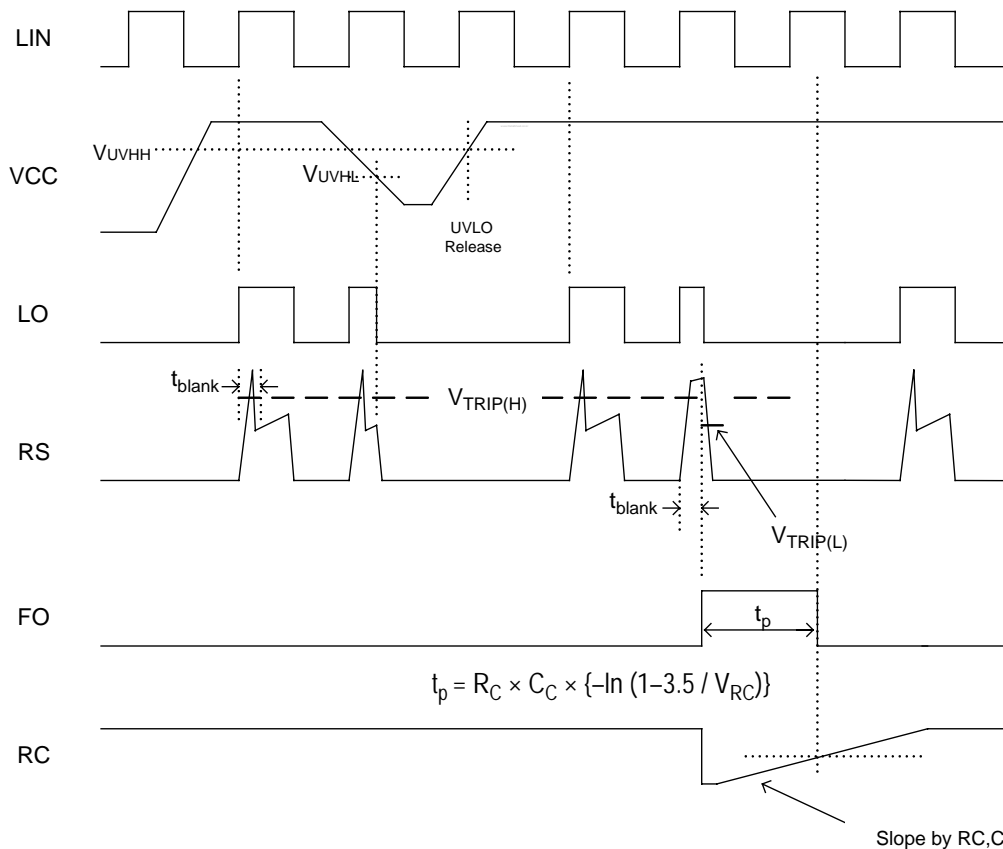 LIN
VUVHH
VCC
VUVHL
UVLO
Release
LO
tblank
VTRIP(H)
RS
tblank
VTRIP(L)
FO
tp
tp = RC × CC × {–ln (1–3.5 / VRC)}
RC
Slope by RC,C